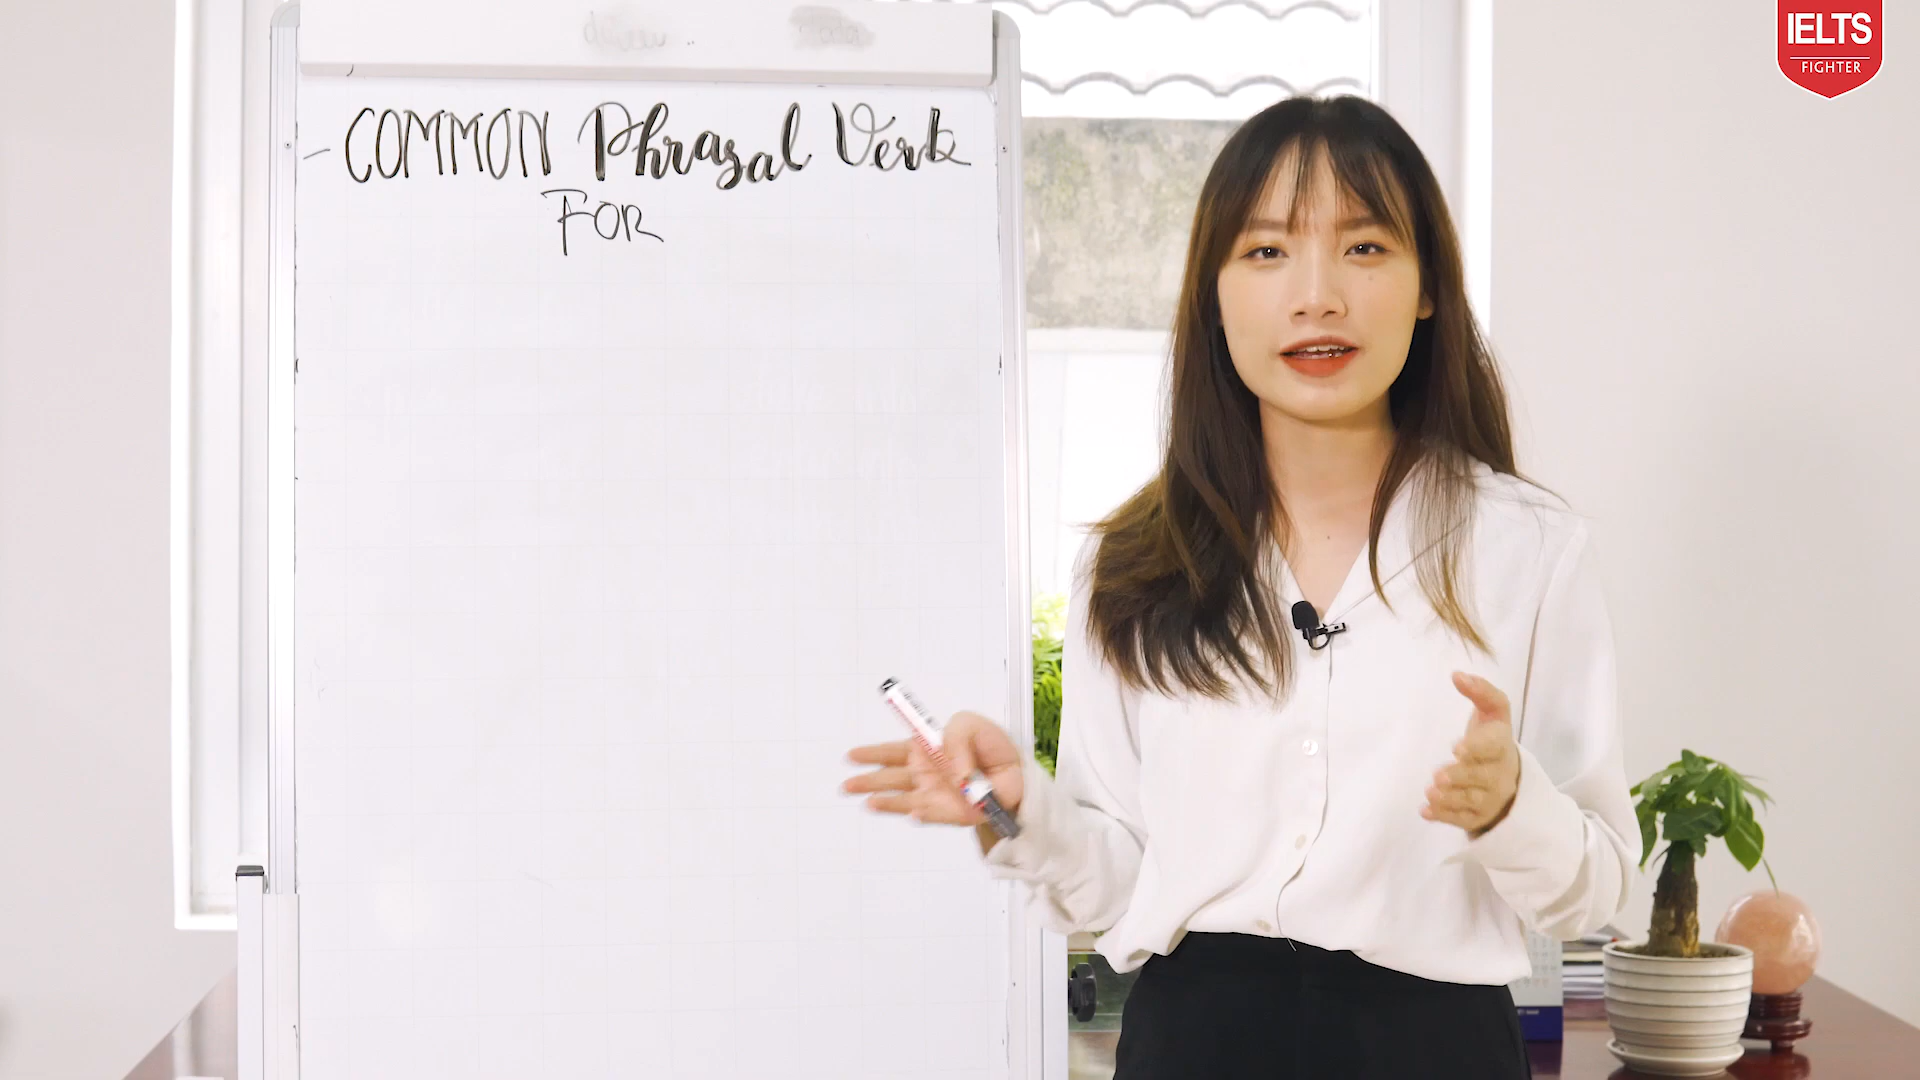 - COMMON Phrasal Verb
FOR
IELTS
FIGHTER